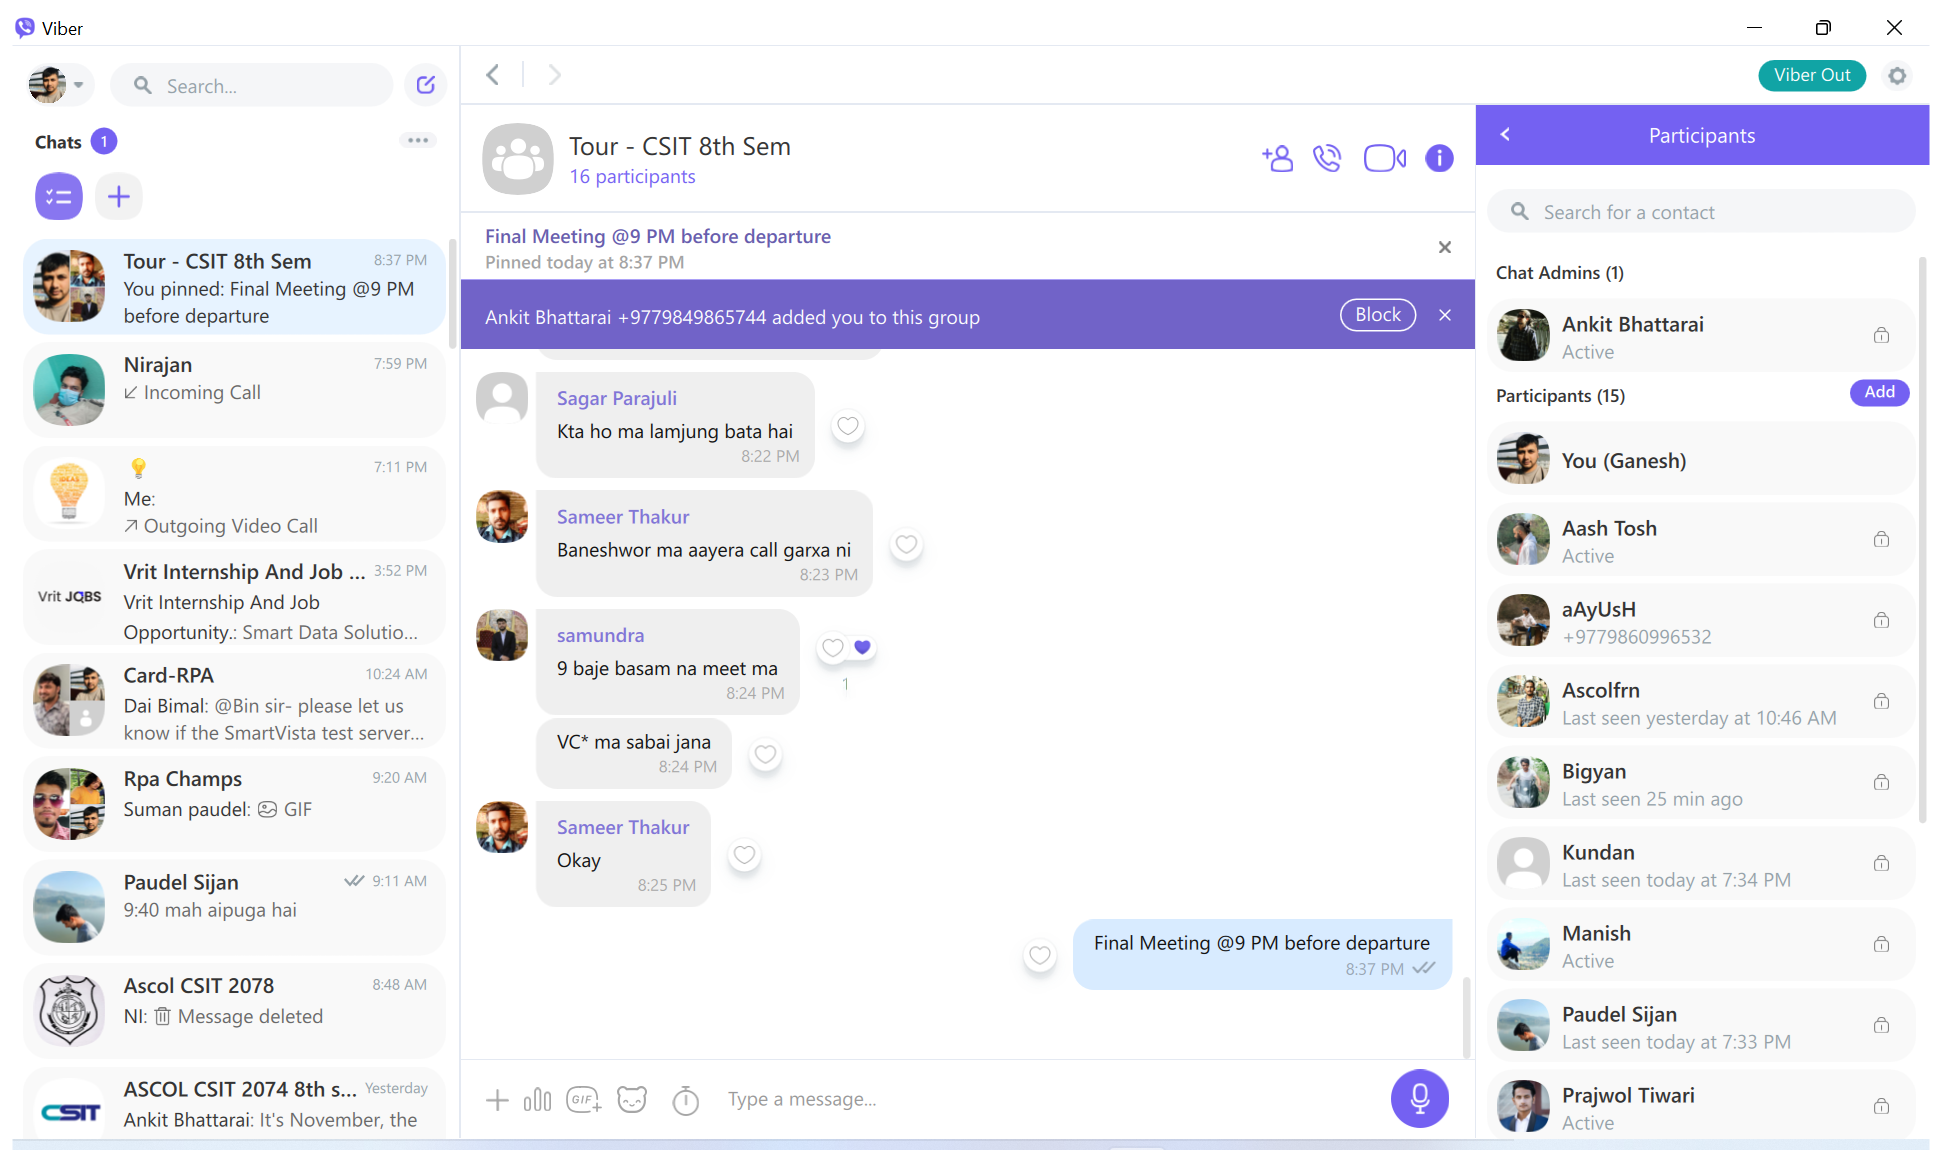 Viber
Search...
Chats 1
Tour - CSIT 8th Sem 8:37 PM
You pinned: Final Meeting @9 PM
before departure
Nirajan 7:59 PM
Incoming Call
7:11 PM
Me:
Outgoing Video Call
Vrit JOBS
Vrit Internship And Job ... 3:52 PM
Vrit Internship And Job
Opportunity.: Smart Data Solutio...
Card-RPA 10:24 AM
Dai Bimal: @Bin sir- please let us
know if the SmartVista test server...
Rpa Champs 9:20 AM
Suman paudel: GIF
Paudel Sijan 9:11 AM
9:40 mah aipuga hai
Ascol CSIT 2078 8:48 AM
NI: Message deleted
CSIT
ASCOL CSIT 2074 8th s... Yesterday
Ankit Bhattarai: It's November, the
Viber Out
Tour - CSIT 8th Sem
16 participants
Final Meeting @9 PM before departure
Pinned today at 8:37 PM
Ankit Bhattarai +9779849865744 added you to this group Block
Sagar Parajuli
Kta ho ma lamjung bata hai
8:22 PM
Sameer Thakur
Baneshwor ma aayera call garxa ni
8:23 PM
samundra
9 baje basam na meet ma
8:24 PM
1
VC* ma sabai jana
8:24 PM
Sameer Thakur
Okay
8:25 PM
Final Meeting @9 PM before departure
8:37 PM
GIF
Type a message...
Participants
Search for a contact
Chat Admins (1)
Ankit Bhattarai
Active
Participants (15) Add
You (Ganesh)
Aash Tosh
Active
aAyUsH
+9779860996532
Ascolfrn
Last seen yesterday at 10:46 AM
Bigyan
Last seen 25 min ago
Kundan
Last seen today at 7:34 PM
Manish
Active
Paudel Sijan
Last seen today at 7:33 PM
Prajwol Tiwari
Active